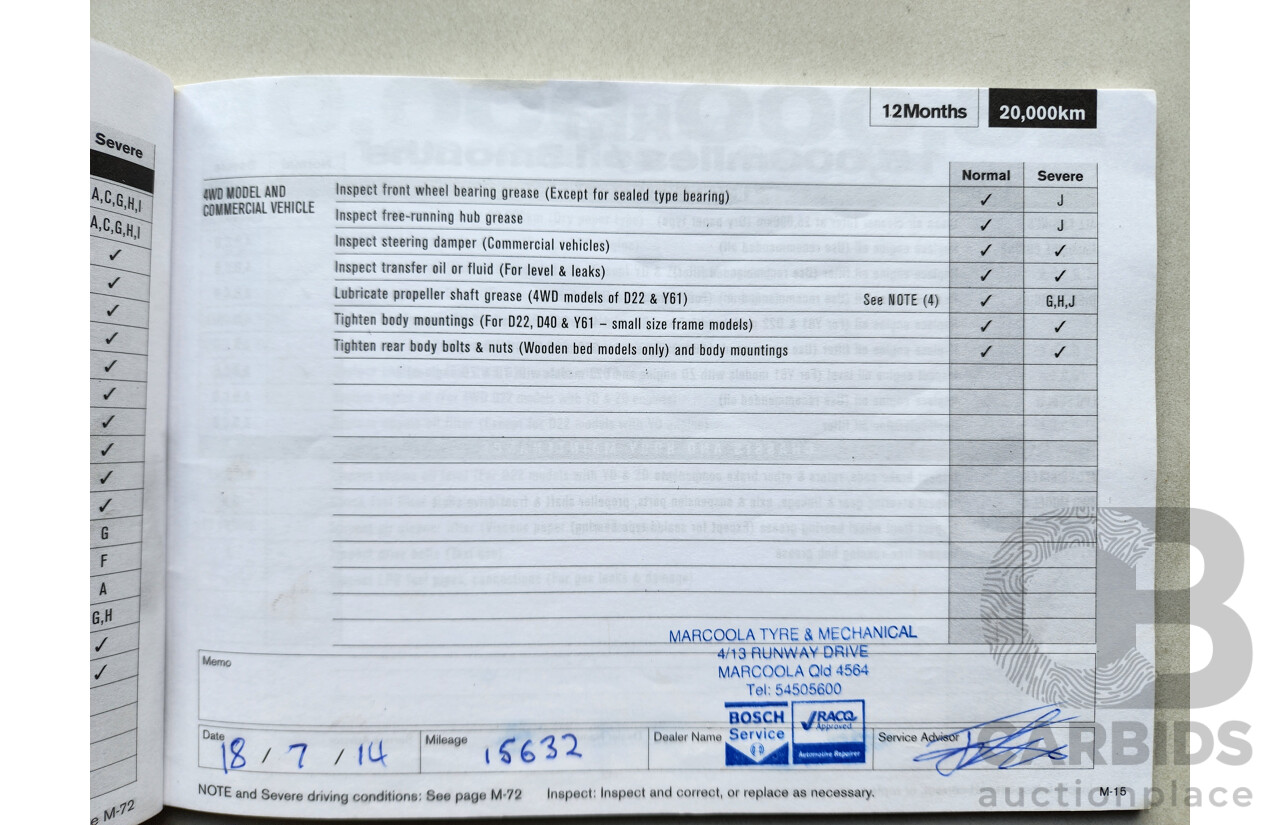 Severe
A,C,G,H,I
A,C,G,H,I
✓
✓
✓
✓
✓
✓
✓
✓
✓
✓
G
F
A
G,H
✓
✓
M-72
12Months 20,000km
Normal Severe
4WD MODEL AND
COMMERCIAL VEHICLE
Inspect front wheel bearing grease (Except for sealed type bearing) ✓ J
Inspect free-running hub grease ✓ J
Inspect steering damper (Commercial vehicles) ✓ ✓
Inspect transfer oil or fluid (For level & leaks) ✓ ✓
Lubricate propeller shaft grease (4WD models of D22 & Y61) See NOTE (4) ✓ G,H,J
Tighten body mountings (For D22, D40 & Y61 – small size frame models) ✓ ✓
Tighten rear body bolts & nuts (Wooden bed models only) and body mountings ✓ ✓
MARCOOLA TYRE & MECHANICAL
4/13 RUNWAY DRIVE
MARCOOLA Qld 4564
Tel: 54505600
Memo
BOSCH
Service
RACQ
Approved
Automotive Repairer
Date 18 / 7 / 14 Mileage 15632 Dealer Name Service Advisor
NOTE and Severe driving conditions: See page M-72 Inspect: Inspect and correct, or replace as necessary. M-15
CARBIDS
auctionplace